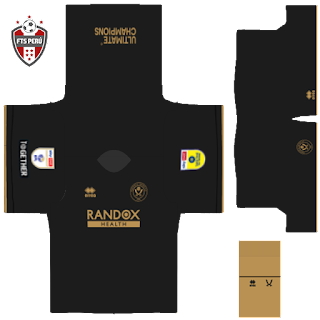 FTS PERÚ
ULTIMATE
CHAMPIONS
TOGETHER
RANDOX
HEALTH